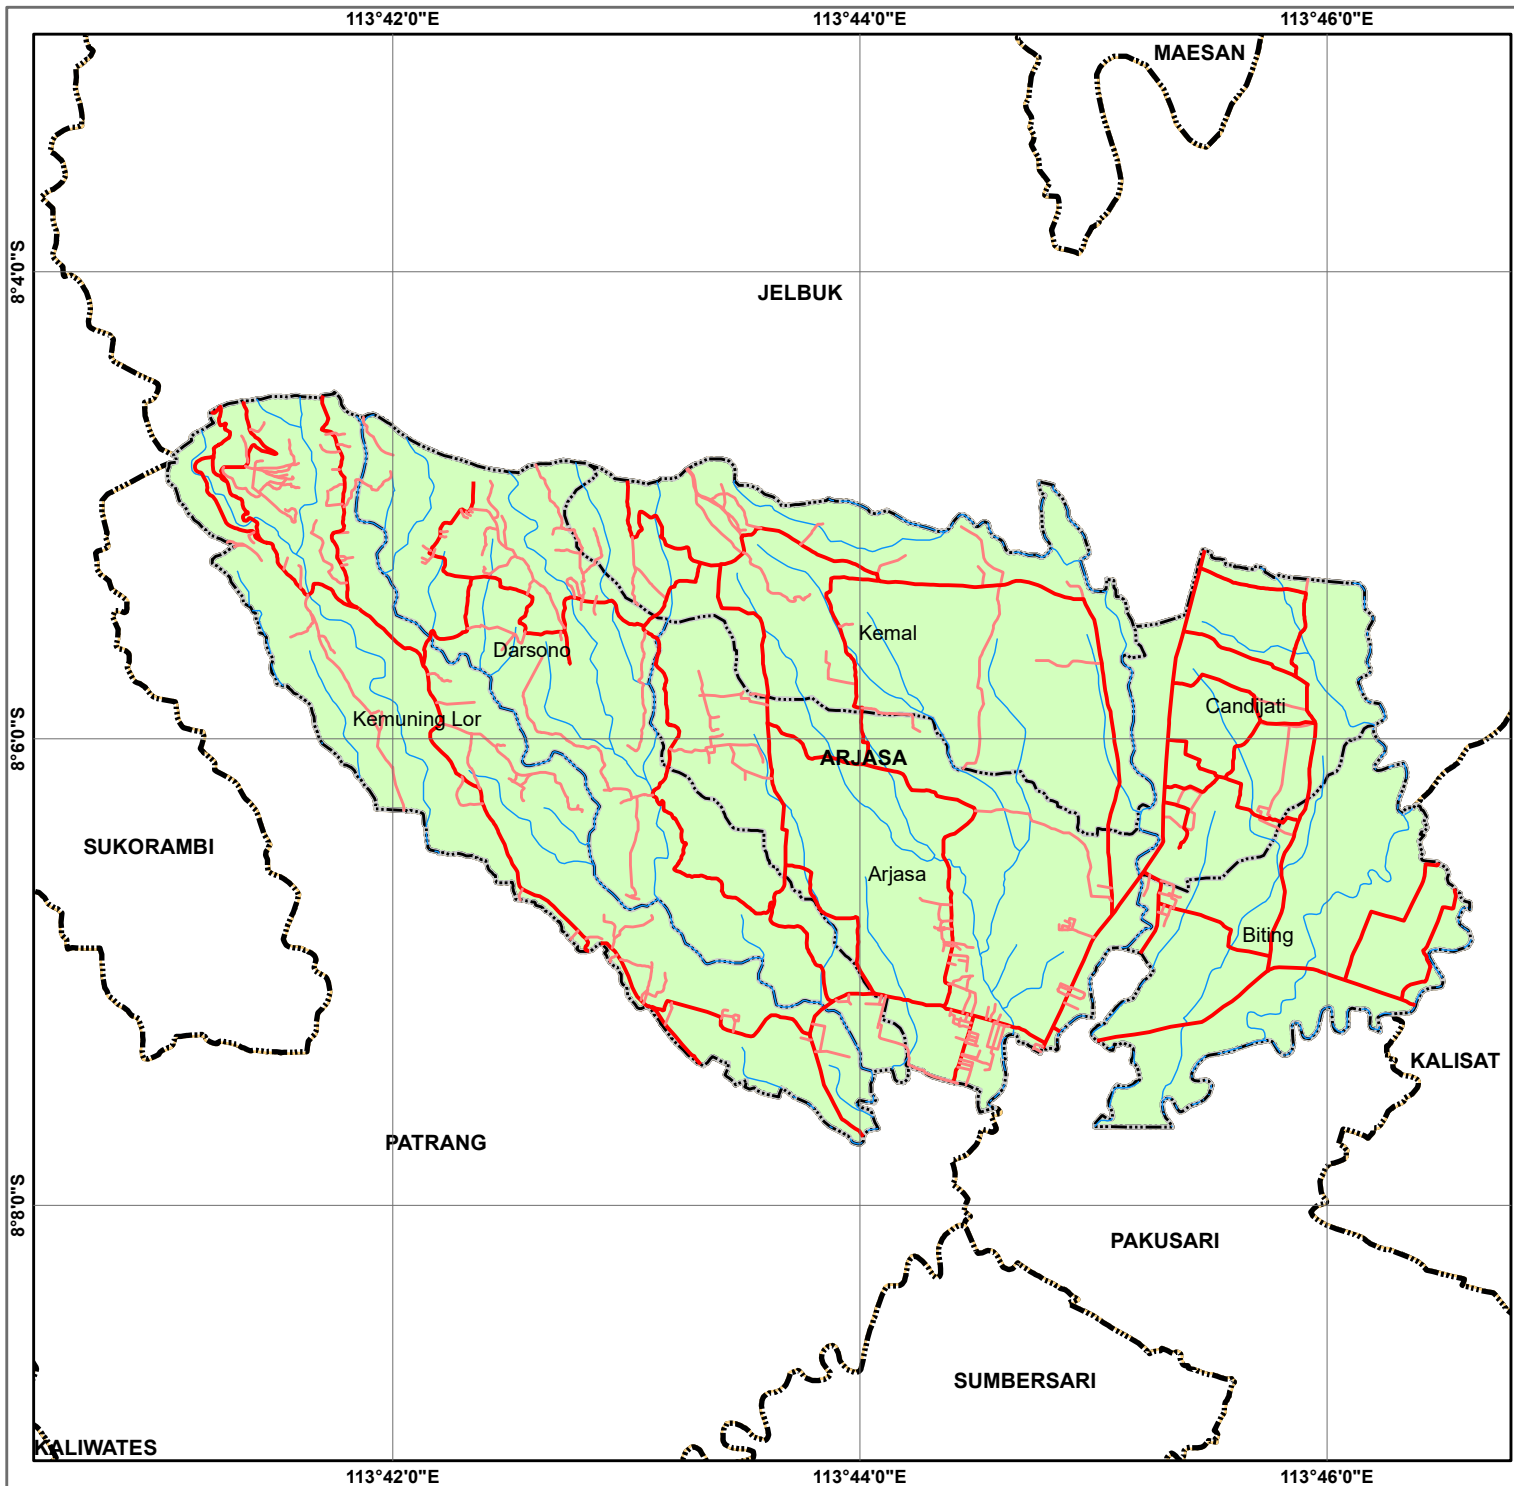 113°42'0"E 113°44'0"E 113°46'0"E
MAESAN
8°4'0"S
JELBUK
Kemal
Darsono
Candijati
Kemuning Lor
8°6'0"S
ARJASA
SUKORAMBI
Arjasa
Biting
KALISAT
PATRANG
8°8'0"S
PAKUSARI
SUMBERSARI
KALIWATES
113°42'0"E 113°44'0"E 113°46'0"E